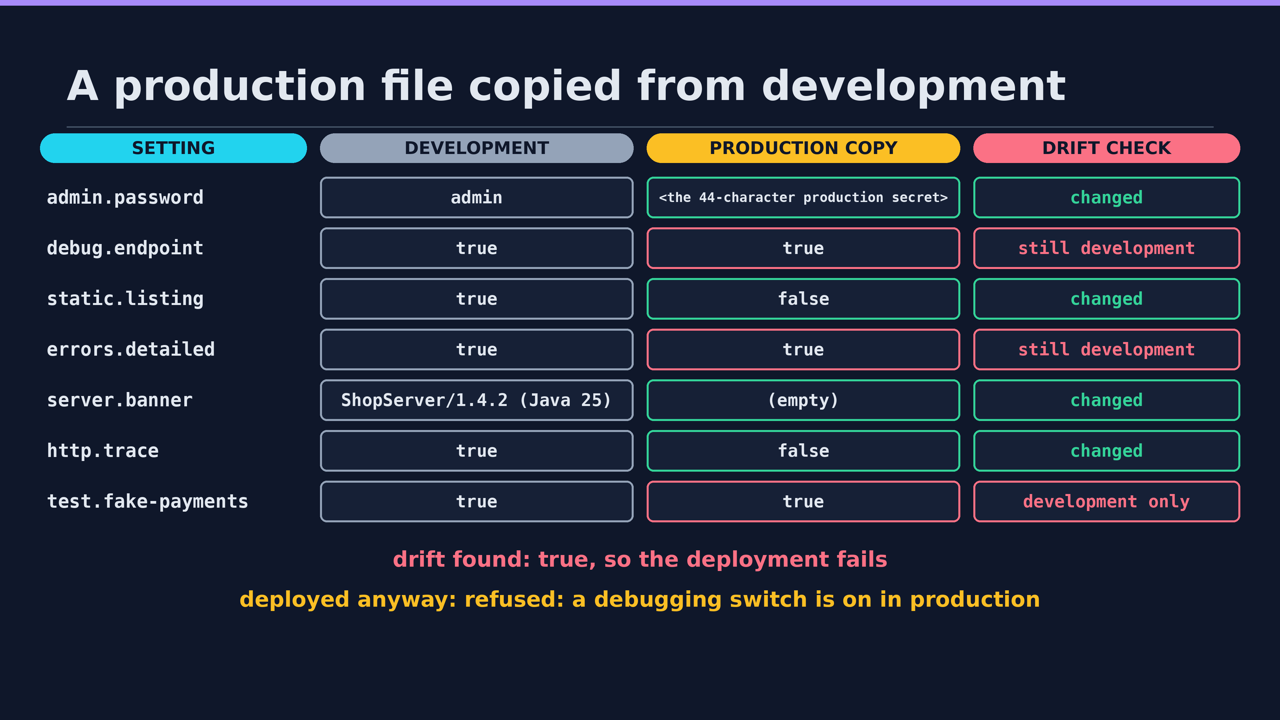 A production file copied from development
SETTING DEVELOPMENT PRODUCTION COPY DRIFT CHECK
admin.password admin <the 44-character production secret> changed
debug.endpoint true true still development
static.listing true false changed
errors.detailed true true still development
server.banner ShopServer/1.4.2 (Java 25) (empty) changed
http.trace true false changed
test.fake-payments true true development only
drift found: true, so the deployment fails
deployed anyway: refused: a debugging switch is on in production